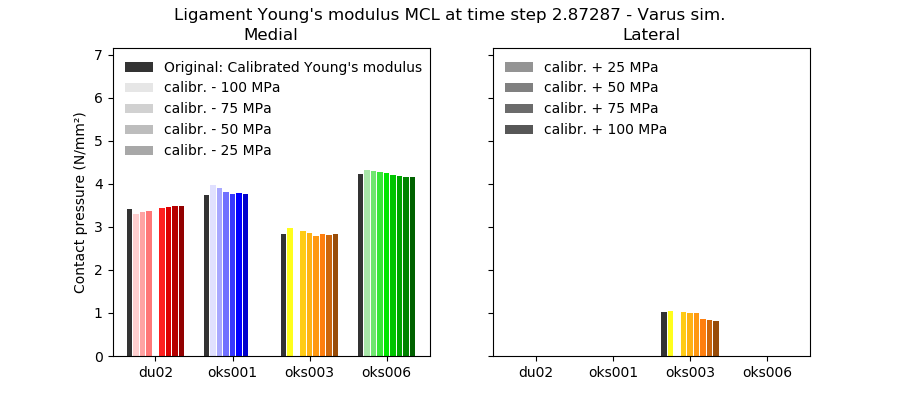 Ligament Young's modulus MCL at time step 2.87287 - Varus sim.
Medial
Lateral
Contact pressure (N/mm²)
7
6
5
4
3
2
1
0
Original: Calibrated Young's modulus
calibr. - 100 MPa
calibr. - 75 MPa
calibr. - 50 MPa
calibr. - 25 MPa
calibr. + 25 MPa
calibr. + 50 MPa
calibr. + 75 MPa
calibr. + 100 MPa
du02 oks001 oks003 oks006
du02 oks001 oks003 oks006